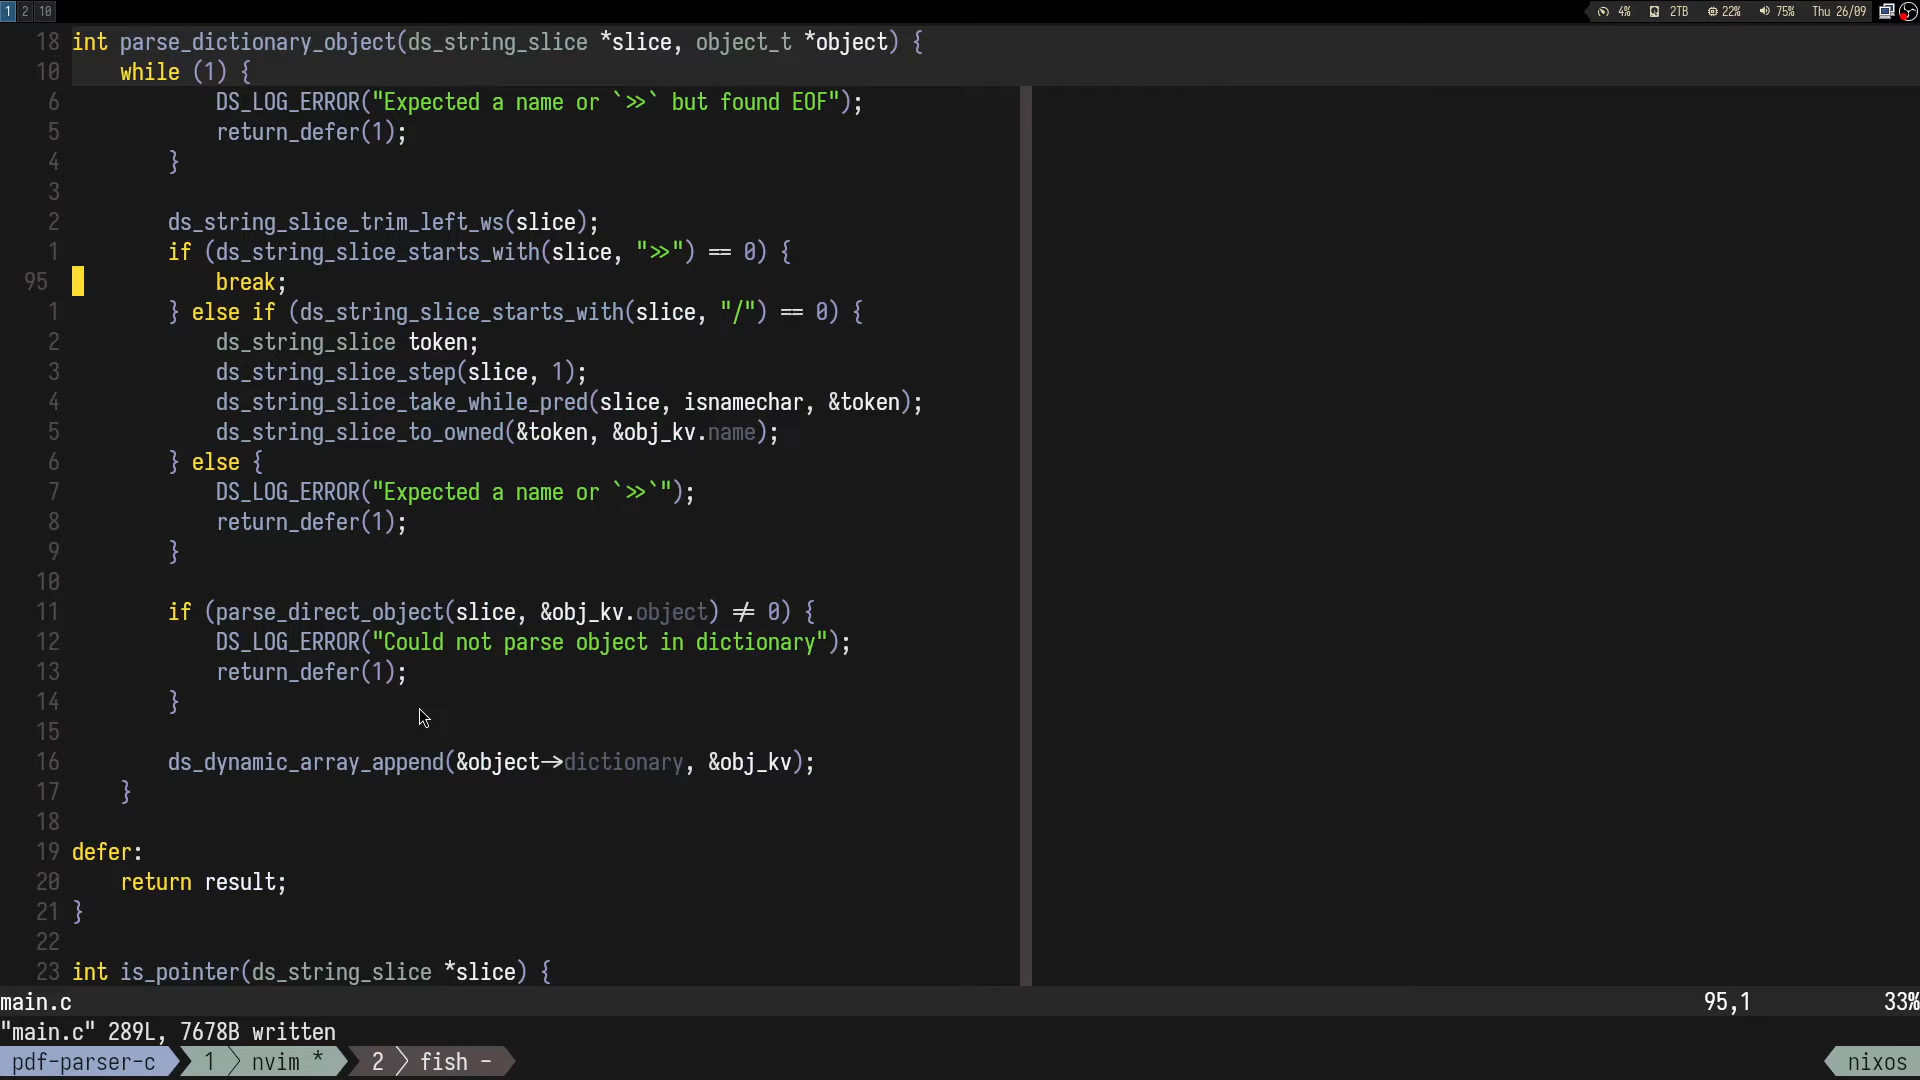 1 2 10 4% 2TB 22% 75% Thu 26/09
18 int parse_dictionary_object(ds_string_slice *slice, object_t *object) {
10 while (1) {
6 DS_LOG_ERROR("Expected a name or `>>` but found EOF");
5 return_defer(1);
4 }
3
2 ds_string_slice_trim_left_ws(slice);
1 if (ds_string_slice_starts_with(slice, ">>") == 0) {
95 break;
1 } else if (ds_string_slice_starts_with(slice, "/") == 0) {
2 ds_string_slice token;
3 ds_string_slice_step(slice, 1);
4 ds_string_slice_take_while_pred(slice, isnamechar, &token);
5 ds_string_slice_to_owned(&token, &obj_kv.name);
6 } else {
7 DS_LOG_ERROR("Expected a name or `>>`");
8 return_defer(1);
9 }
10
11 if (parse_direct_object(slice, &obj_kv.object) != 0) {
12 DS_LOG_ERROR("Could not parse object in dictionary");
13 return_defer(1);
14 }
15
16 ds_dynamic_array_append(&object->dictionary, &obj_kv);
17 }
18
19 defer:
20 return result;
21 }
22
23 int is_pointer(ds_string_slice *slice) {
main.c 95,1 33%
"main.c" 289L, 7678B written
pdf-parser-c 1 nvim * 2 fish - nixos